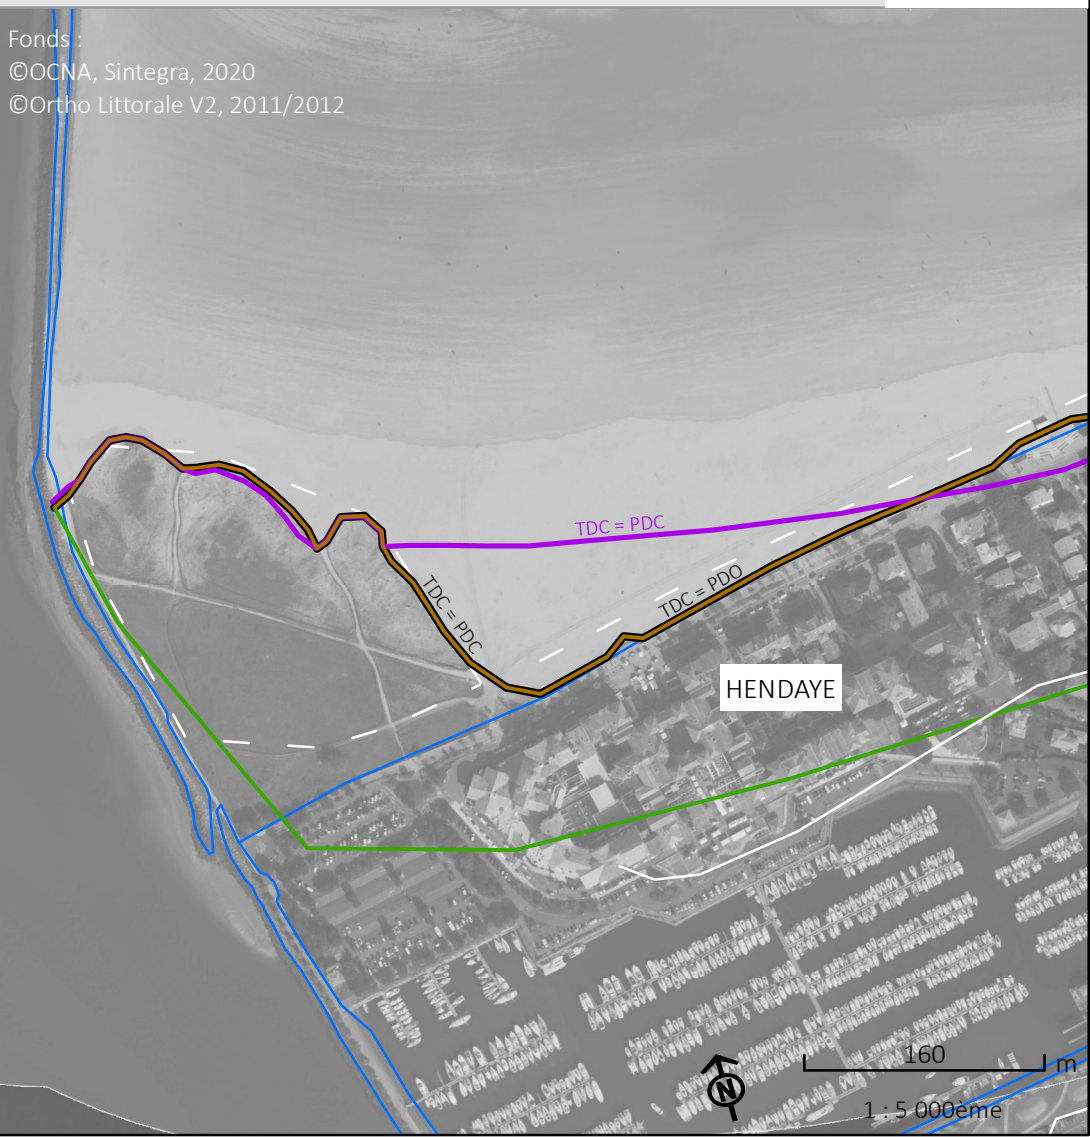 Fonds :
©OCNA, Sintegra, 2020
©Ortho Littorale V2, 2011/2012
TDC = PDC
TDC = PDO
TDC = PDC
HENDAYE
N
160
m
1 : 5 000ème